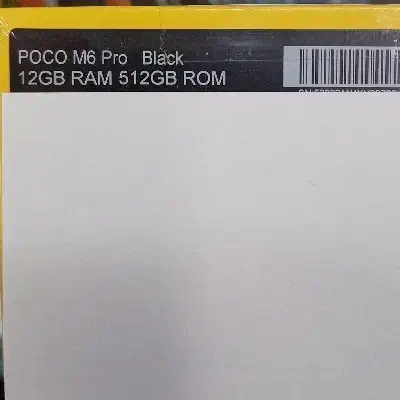 POCO M6 Pro Black
12GB RAM 512GB ROM